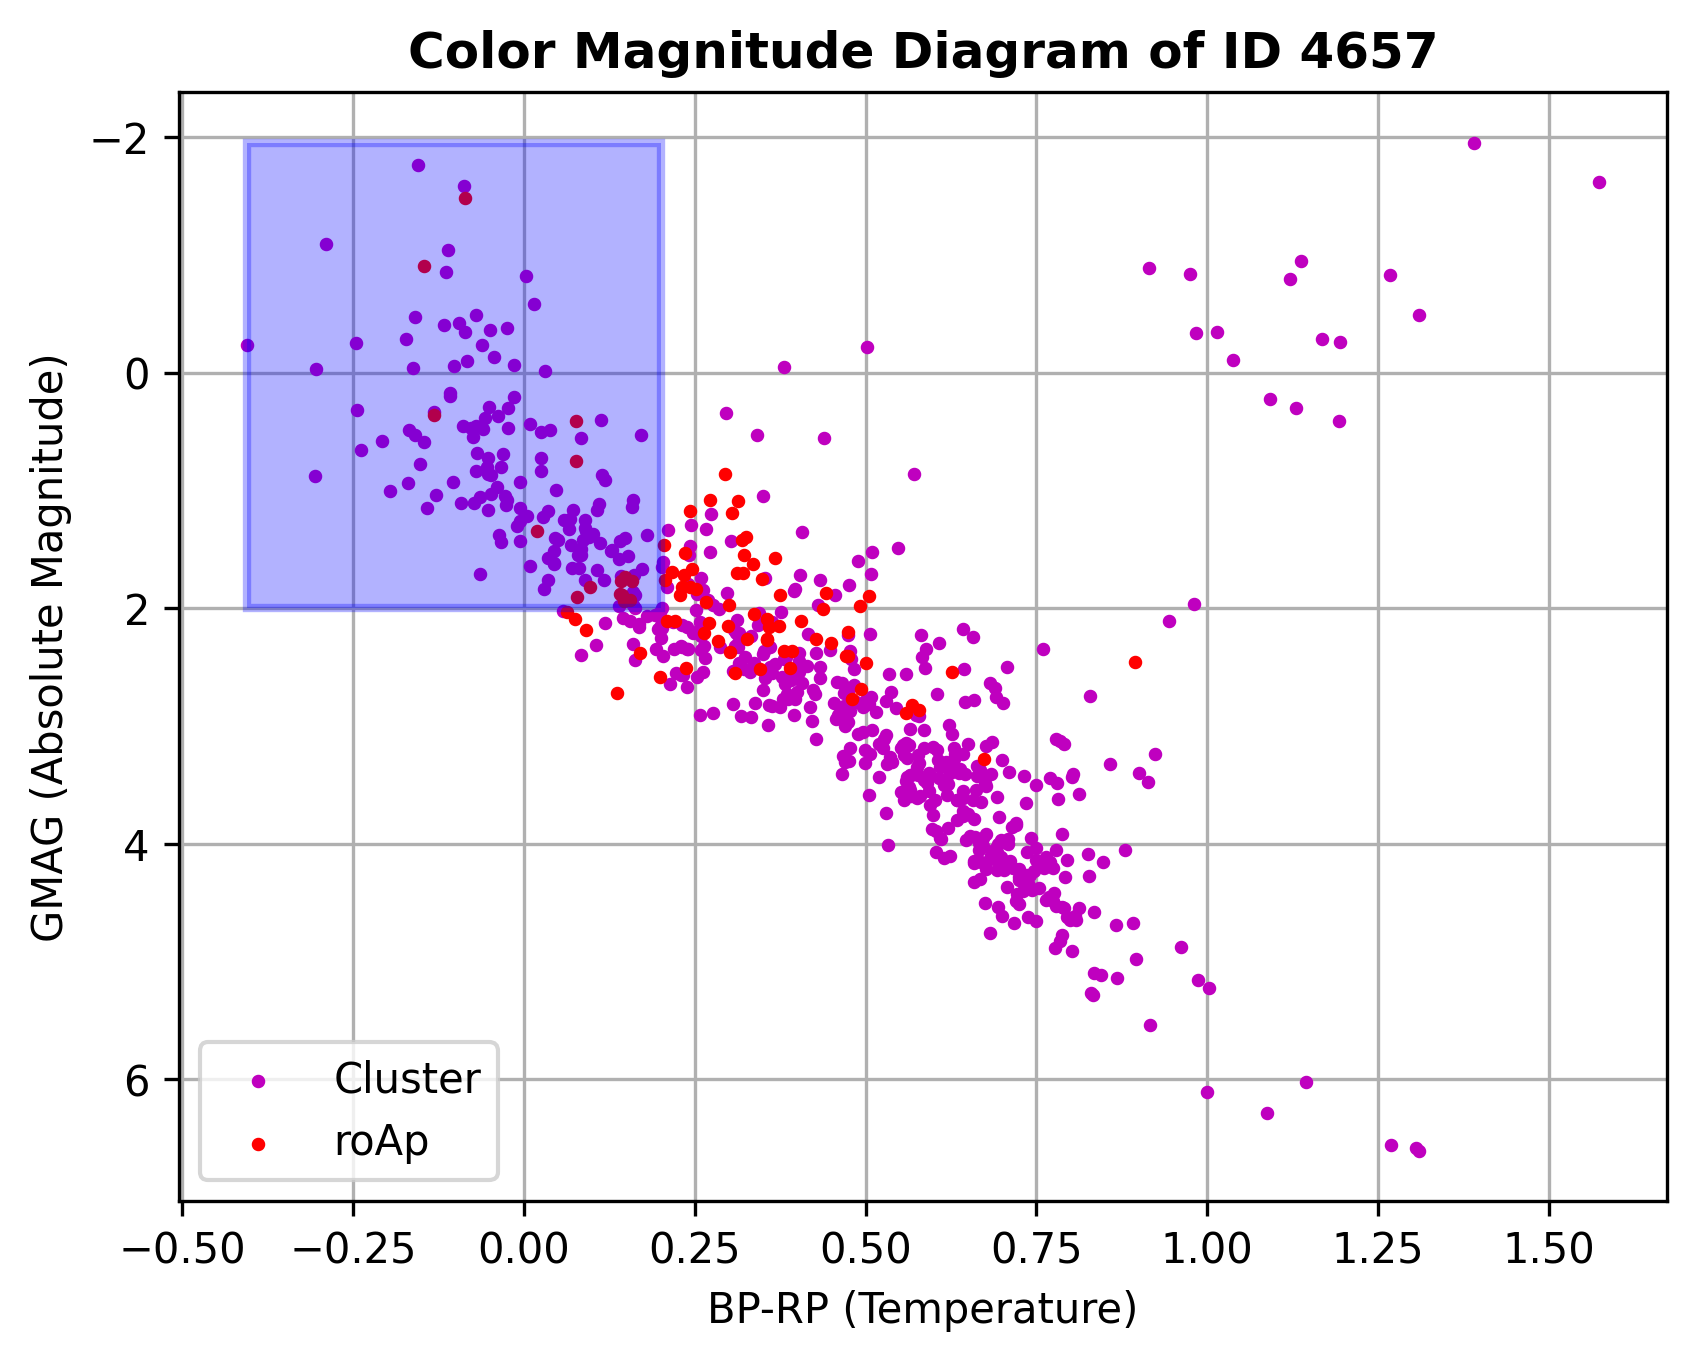 Color Magnitude Diagram of ID 4657
−2
0
2
4
6
GMAG (Absolute Magnitude)
Cluster
roAp
−0.50 −0.25 0.00 0.25 0.50 0.75 1.00 1.25 1.50
BP-RP (Temperature)